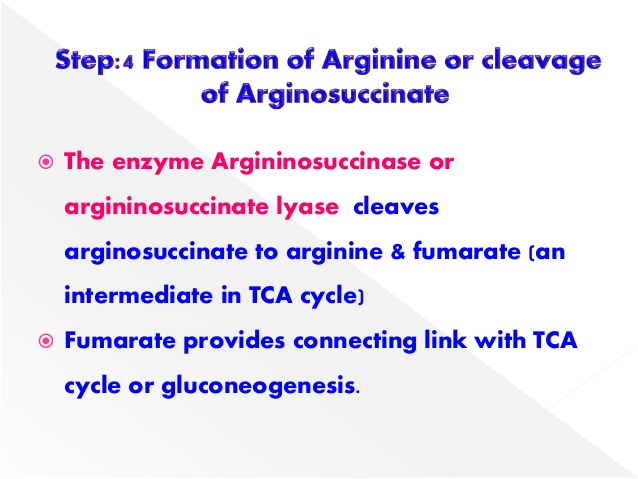 Step:4 Formation of Arginine or cleavage
of Arginosuccinate
The enzyme Argininosuccinase or
argininosuccinate lyase cleaves
arginosuccinate to arginine & fumarate (an
intermediate in TCA cycle)
Fumarate provides connecting link with TCA
cycle or gluconeogenesis.